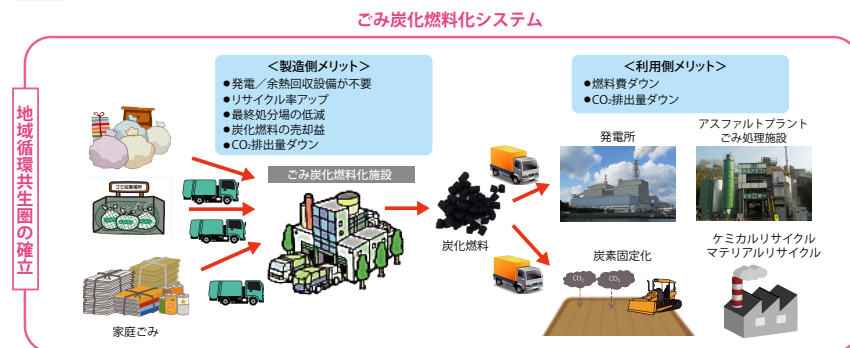 ごみ炭化燃料化システム
地域循環共生圏の確立
＜製造側メリット＞
●発電／余熱回収設備が不要
●リサイクル率アップ
●最終処分場の低減
●炭化燃料の売却益
●CO₂排出量ダウン
＜利用側メリット＞
●燃料費ダウン
●CO₂排出量ダウン
ゴミ収集場所
家庭ごみ
ごみ炭化燃料化施設
炭化燃料
発電所
アスファルトプラント
ごみ処理施設
炭素固定化
CO₂
CO₂
ケミカルリサイクル
マテリアルリサイクル